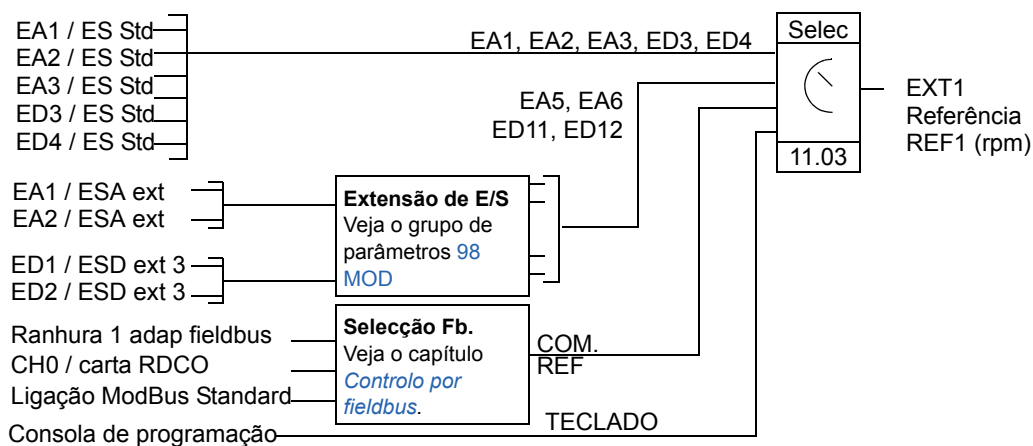 EA1 / ES Std
EA2 / ES Std
EA3 / ES Std
ED3 / ES Std
ED4 / ES Std
EA1, EA2, EA3, ED3, ED4
Selec
11.03
EXT1
Referência
REF1 (rpm)
EA5, EA6
ED11, ED12
EA1 / ESA ext
EA2 / ESA ext
ED1 / ESD ext 3
ED2 / ESD ext 3
Extensão de E/S
Veja o grupo de
parâmetros 98
MOD
Ranhura 1 adap fieldbus
CH0 / carta RDCO
Ligação ModBus Standard
Selecção Fb.
Veja o capítulo
Controlo por
fieldbus.
COM.
REF
Consola de programação
TECLADO